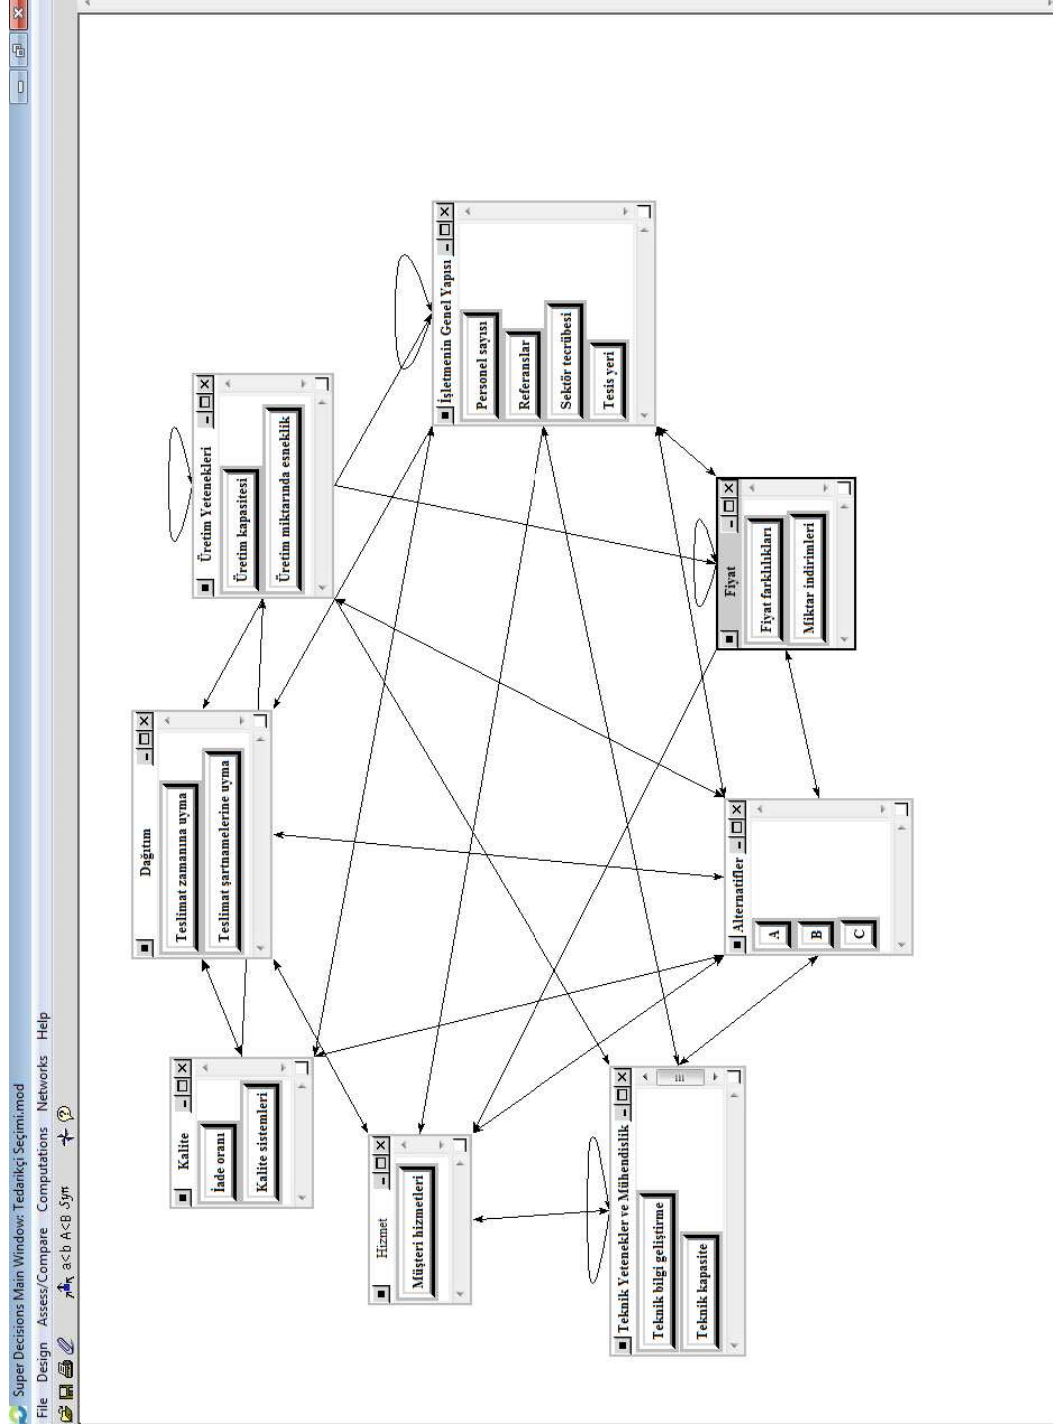 Super Decisions Main Window: Tedarikçi Seçimi.mod
File Design Assess/Compare Computations Networks Help
a<b A<B Syn
Kalite
İade oranı
Kalite sistemleri
Dağıtım
Teslimat zamanına uyma
Teslimat şartnamelerine uyma
Üretim Yetenekleri
Üretim kapasitesi
Üretim miktarında esneklik
Hizmet
Müşteri hizmetleri
İşletmenin Genel Yapısı
Personel sayısı
Referanslar
Sektör tecrübesi
Tesis yeri
Teknik Yetenekler ve Mühendislik
Teknik bilgi geliştirme
Teknik kapasite
Alternatifler
A
B
C
Fiyat
Fiyat farklılıkları
Miktar indirimleri